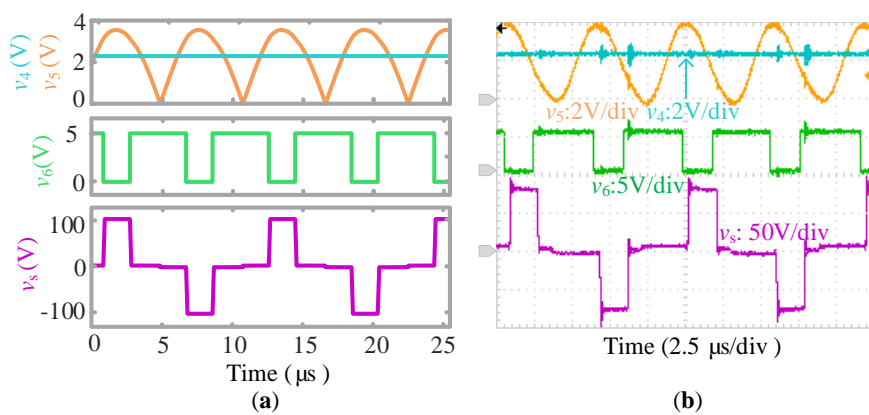 v4 (V)
v5 (V)
4
2
0
v6(V)
5
0
vs (V)
100
0
-100
0
5
10
15
20
25
Time ( μs )
(a)
v5:2V/div
v4:2V/div
v6:5V/div
vs: 50V/div
Time (2.5 μs/div )
(b)